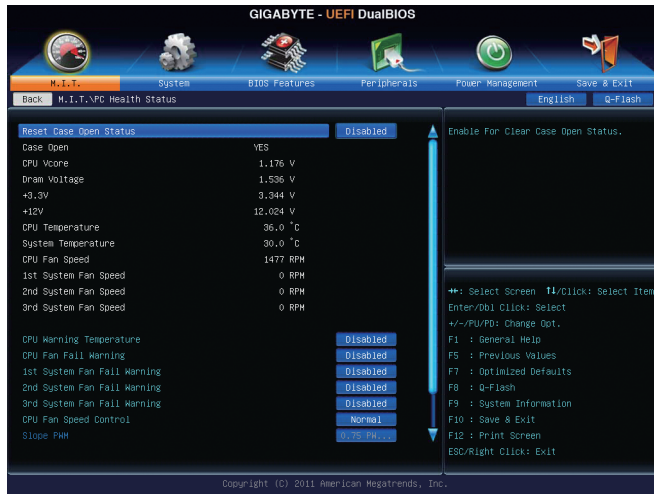 GIGABYTE - UEFI DualBIOS
M.I.T. System BIOS Features Peripherals Power Management Save & Exit
Back M.I.T.\PC Health Status English Q-Flash
Reset Case Open Status Disabled
Case Open YES
CPU Vcore 1.176 V
Dram Voltage 1.536 V
+3.3V 3.344 V
+12V 12.024 V
CPU Temperature 36.0 °C
System Temperature 30.0 °C
CPU Fan Speed 1477 RPM
1st System Fan Speed 0 RPM
2nd System Fan Speed 0 RPM
3rd System Fan Speed 0 RPM
CPU Warning Temperature Disabled
CPU Fan Fail Warning Disabled
1st System Fan Fail Warning Disabled
2nd System Fan Fail Warning Disabled
3rd System Fan Fail Warning Disabled
CPU Fan Speed Control Normal
Slope PWM 0.75 PW...
Enable For Clear Case Open Status.
→←: Select Screen ↑↓/Click: Select Item
Enter/Dbl Click: Select
+/-/PU/PD: Change Opt.
F1 : General Help
F5 : Previous Values
F7 : Optimized Defaults
F8 : Q-Flash
F9 : System Information
F10 : Save & Exit
F12 : Print Screen
ESC/Right Click: Exit
Copyright (C) 2011 American Megatrends, Inc.